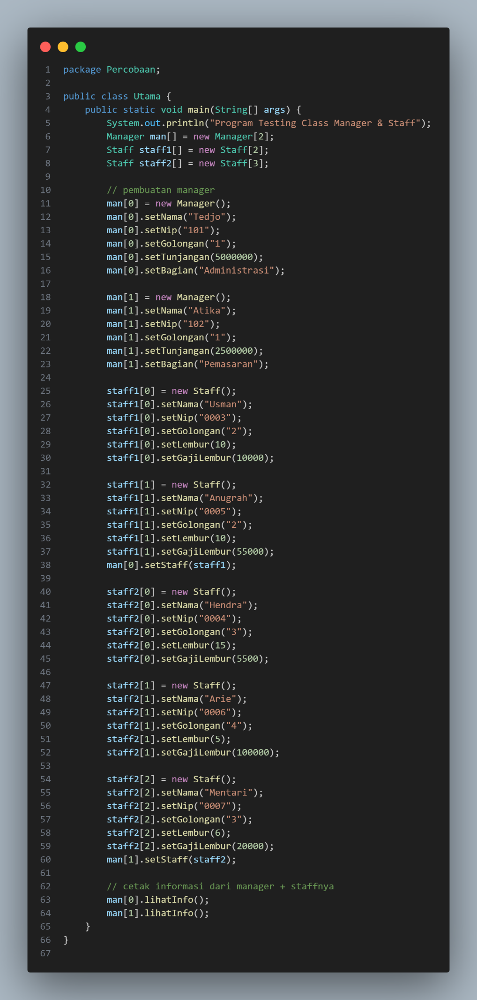 1 package Percobaan;
2
3 public class Utama {
4     public static void main(String[] args) {
5         System.out.println("Program Testing Class Manager & Staff");
6         Manager man[] = new Manager[2];
7         Staff staff1[] = new Staff[2];
8         Staff staff2[] = new Staff[3];
9
10         // pembuatan manager
11         man[0] = new Manager();
12         man[0].setNama("Tedjo");
13         man[0].setNip("101");
14         man[0].setGolongan("1");
15         man[0].setTunjangan(5000000);
16         man[0].setBagian("Administrasi");
17
18         man[1] = new Manager();
19         man[1].setNama("Atika");
20         man[1].setNip("102");
21         man[1].setGolongan("1");
22         man[1].setTunjangan(2500000);
23         man[1].setBagian("Pemasaran");
24
25         staff1[0] = new Staff();
26         staff1[0].setNama("Usman");
27         staff1[0].setNip("0003");
28         staff1[0].setGolongan("2");
29         staff1[0].setLembur(10);
30         staff1[0].setGajiLembur(10000);
31
32         staff1[1] = new Staff();
33         staff1[1].setNama("Anugrah");
34         staff1[1].setNip("0005");
35         staff1[1].setGolongan("2");
36         staff1[1].setLembur(10);
37         staff1[1].setGajiLembur(55000);
38         man[0].setStaff(staff1);
39
40         staff2[0] = new Staff();
41         staff2[0].setNama("Hendra");
42         staff2[0].setNip("0004");
43         staff2[0].setGolongan("3");
44         staff2[0].setLembur(15);
45         staff2[0].setGajiLembur(5500);
46
47         staff2[1] = new Staff();
48         staff2[1].setNama("Arie");
49         staff2[1].setNip("0006");
50         staff2[1].setGolongan("4");
51         staff2[1].setLembur(5);
52         staff2[1].setGajiLembur(100000);
53
54         staff2[2] = new Staff();
55         staff2[2].setNama("Mentari");
56         staff2[2].setNip("0007");
57         staff2[2].setGolongan("3");
58         staff2[2].setLembur(6);
59         staff2[2].setGajiLembur(20000);
60         man[1].setStaff(staff2);
61
62         // cetak informasi dari manager + staffnya
63         man[0].lihatInfo();
64         man[1].lihatInfo();
65     }
66 }
67